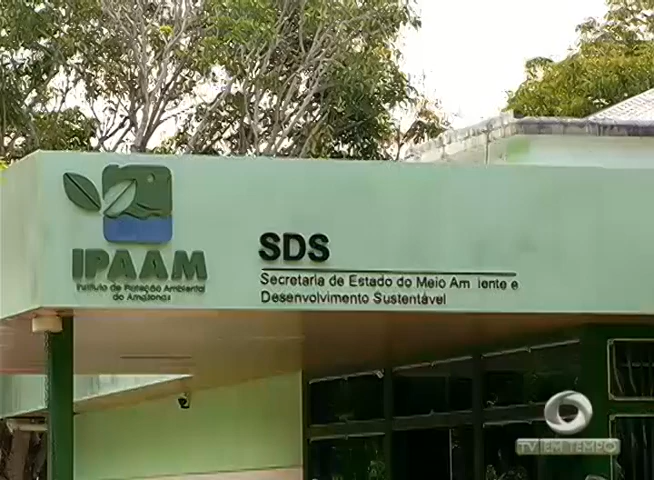 IPAAM
Instituto de Proteção Ambiental
do Amazonas
SDS
Secretaria de Estado do Meio Am iente e
Desenvolvimento Sustentável
TV EM TEMPO